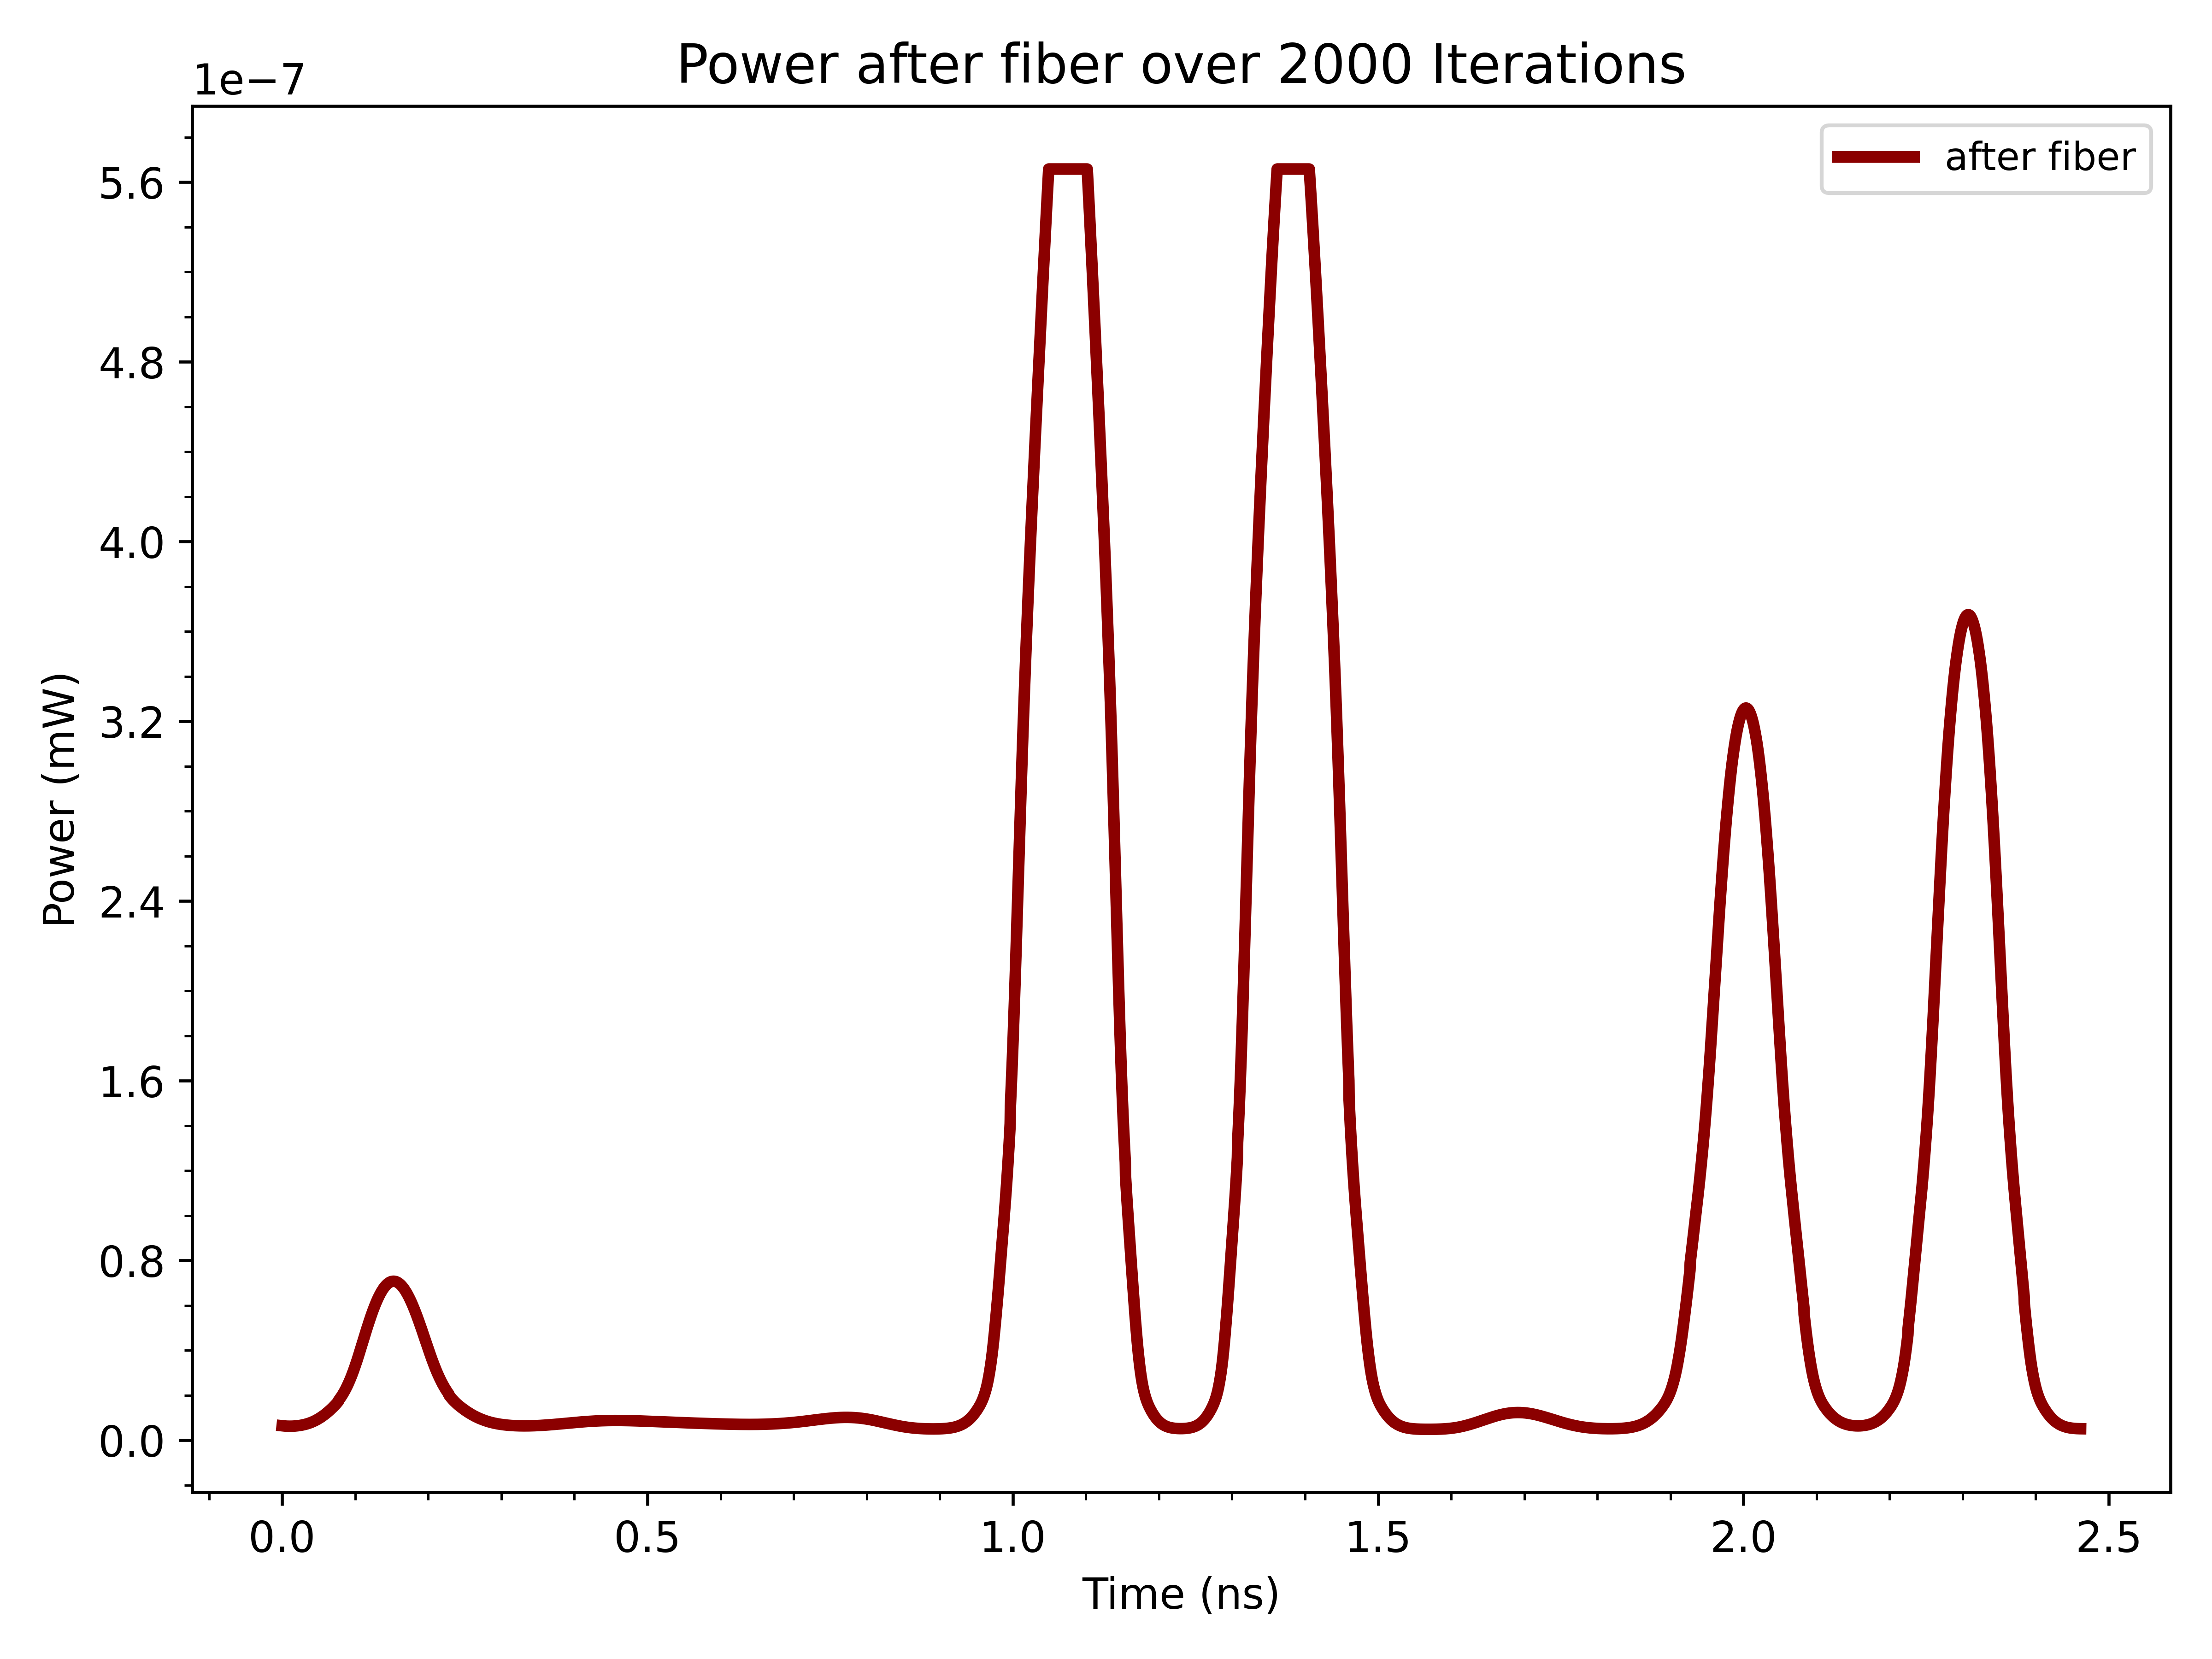 Power after fiber over 2000 Iterations
1e−7
after fiber
5.6
4.8
4.0
3.2
2.4
1.6
0.8
0.0
Power (mW)
0.0 0.5 1.0 1.5 2.0 2.5
Time (ns)